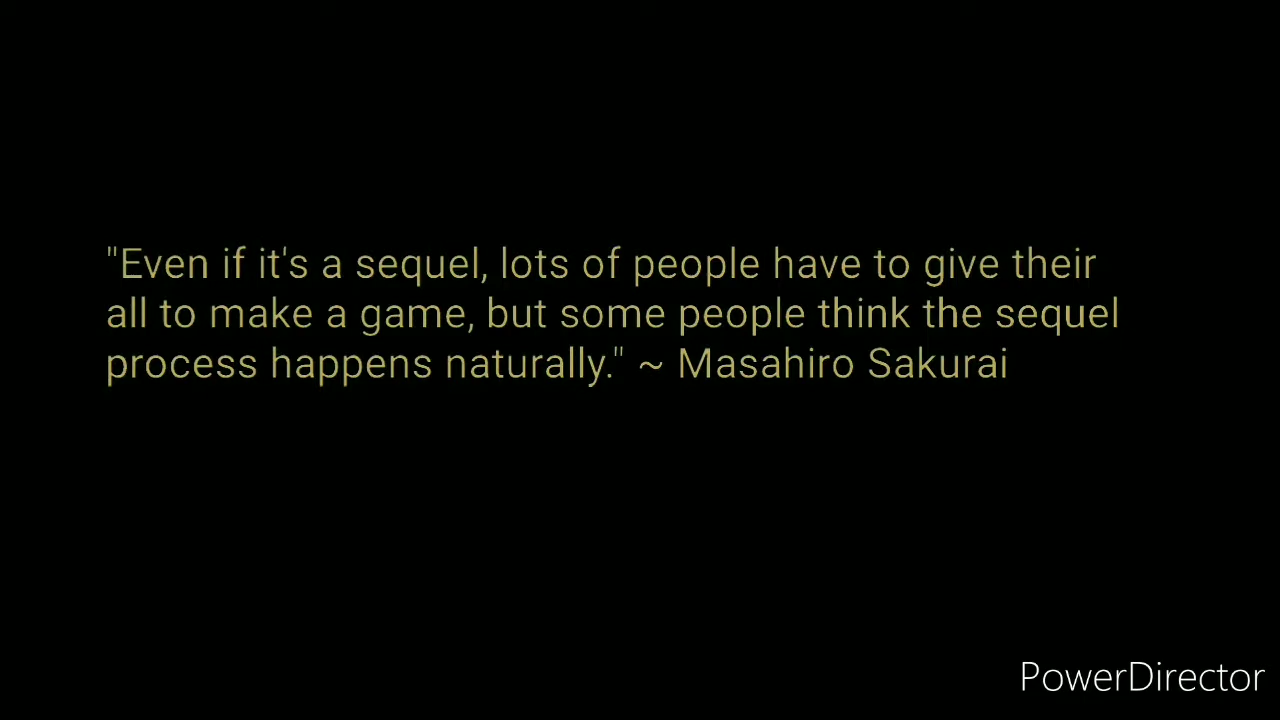 "Even if it's a sequel, lots of people have to give their
all to make a game, but some people think the sequel
process happens naturally." ~ Masahiro Sakurai
PowerDirector